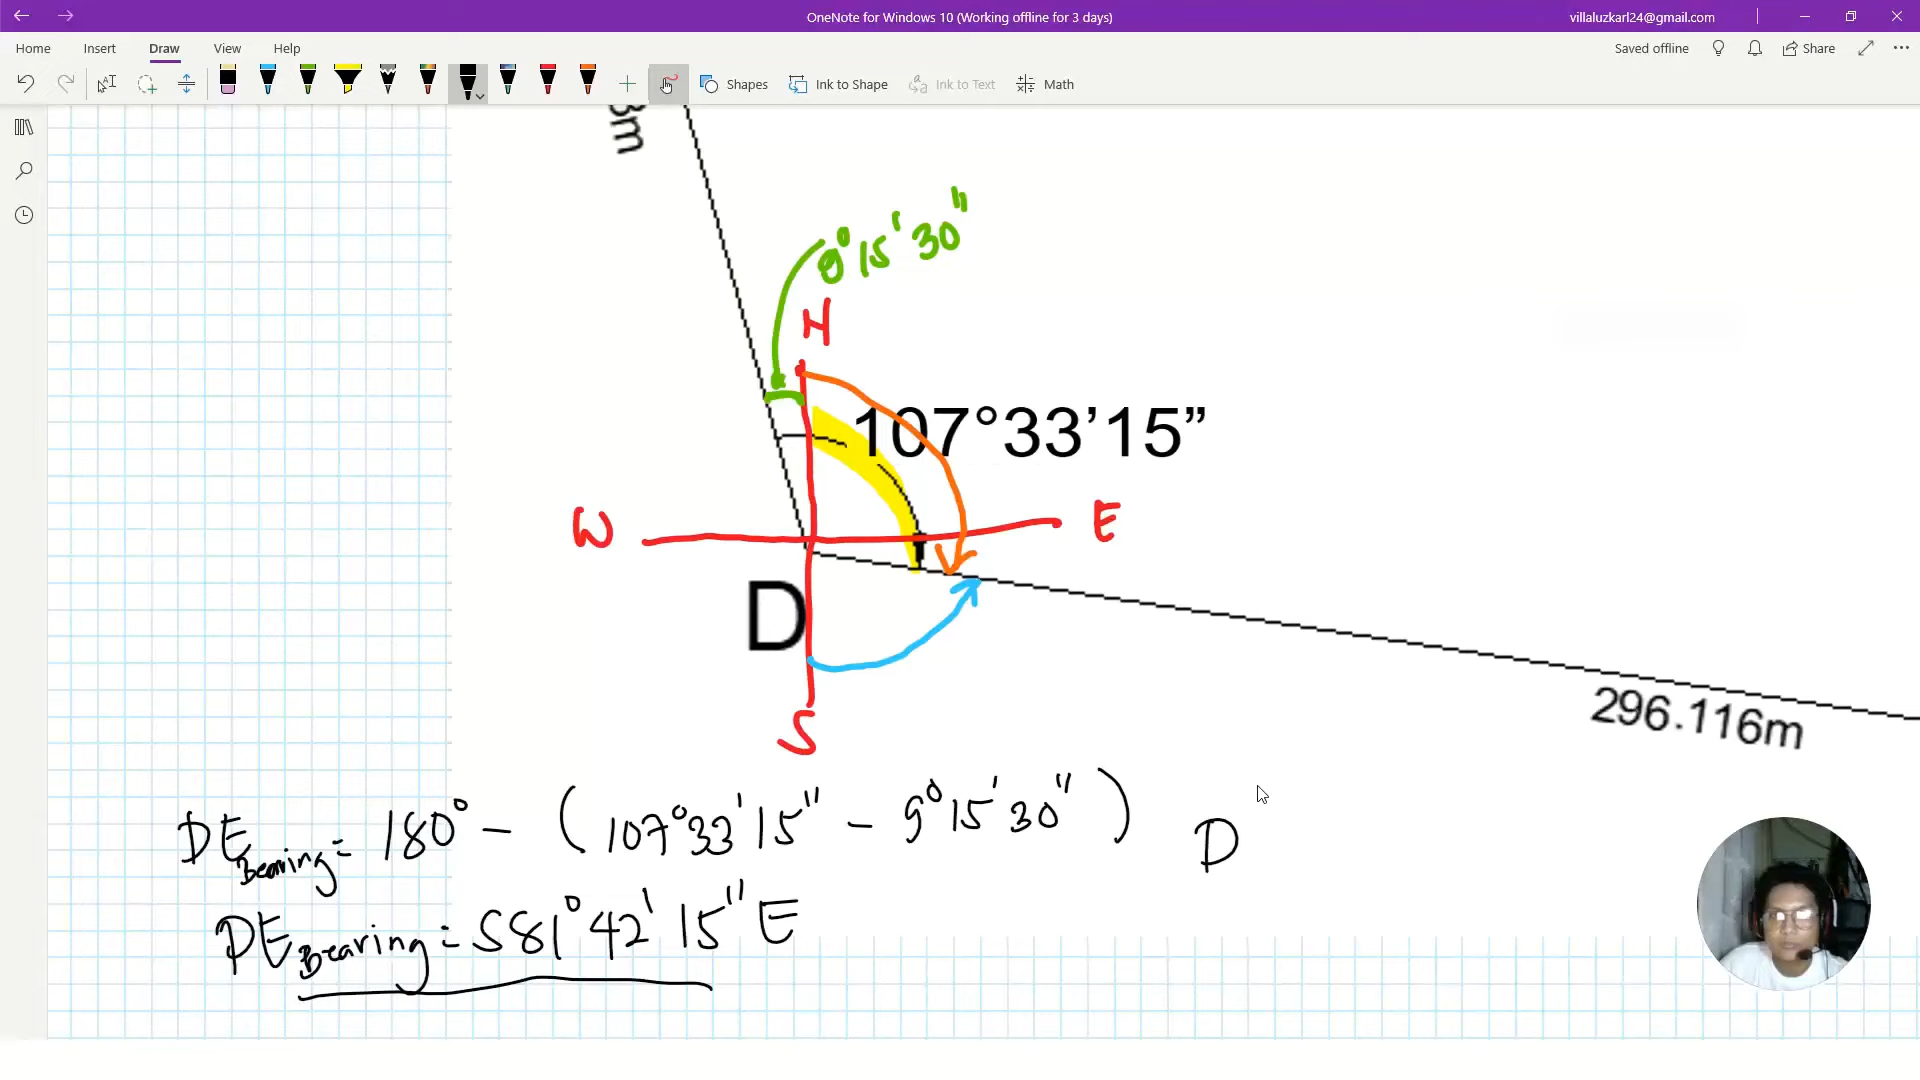 OneNote for Windows 10 (Working offline for 3 days)
villaluzkarl24@gmail.com
Home Insert Draw View Help
Saved offline
Share
Shapes Ink to Shape Ink to Text Math
3m
9°15'30"
N
107°33’15”
W
E
D
S
296.116m
DE Bearing = 180° - (107°33'15" - 9°15'30") D
DE Bearing = S81°42'15"E